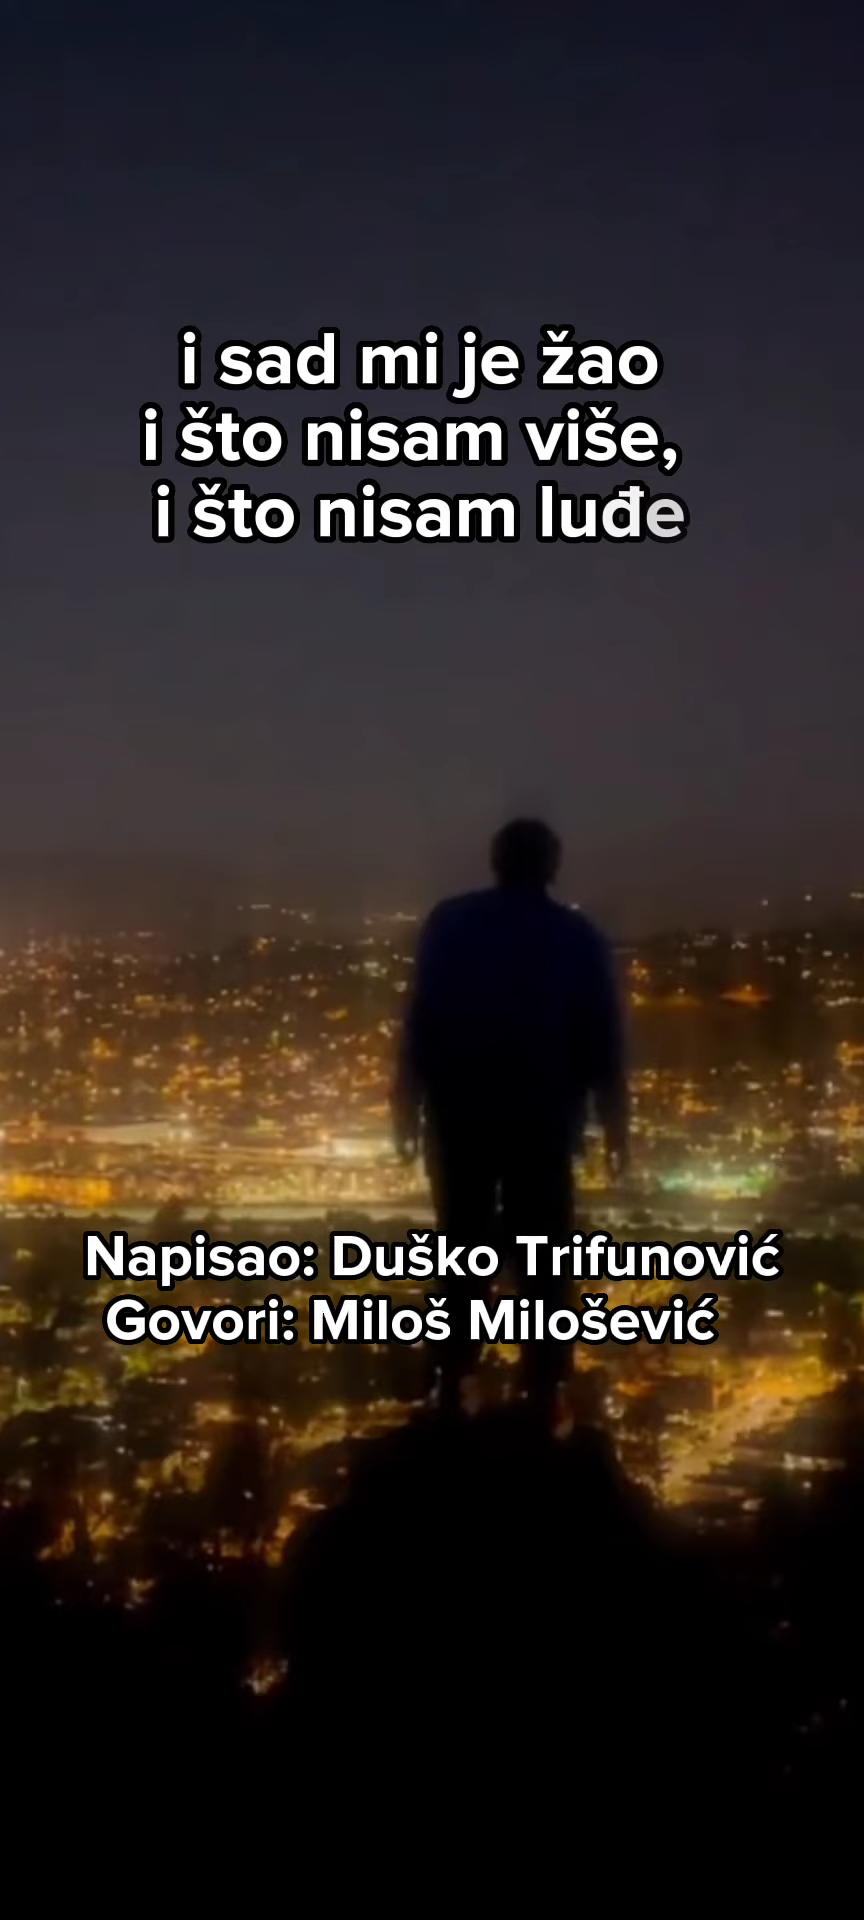 i sad mi je žao
i što nisam više,
i što nisam luđe
Napisao: Duško Trifunović
Govori: Miloš Milošević